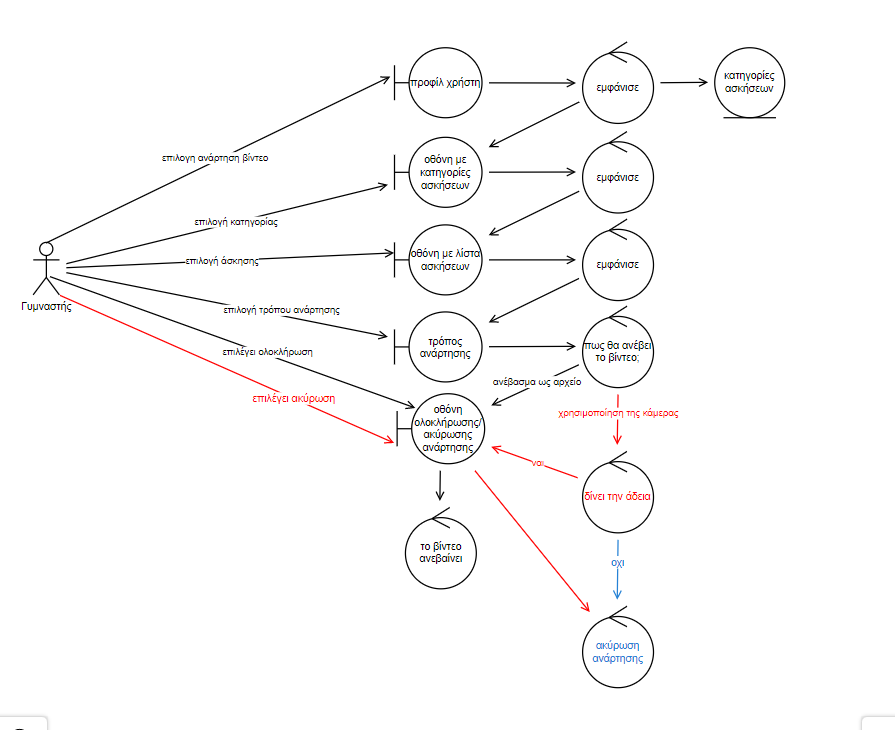 προφίλ χρήστη
εμφάνισε
κατηγορίες
ασκήσεων
επιλογη ανάρτηση βίντεο
οθόνη με
κατηγορίες
ασκήσεων
εμφάνισε
επιλογή κατηγορίας
επιλογή άσκησης
οθόνη με λίστα
ασκήσεων
εμφάνισε
Γυμναστής
επιλογή τρόπου ανάρτησης
τρόπος
ανάρτησης
πως θα ανέβει
το βίντεο;
επιλέγει ολοκλήρωση
ανέβασμα ως αρχείο
επιλέγει ακύρωση
οθόνη
ολοκλήρωσης/
ακύρωσης
ανάρτησης
χρησιμοποίηση της κάμερας
ναι
δίνει την άδεια
το βίντεο
ανεβαίνει
οχι
ακύρωση
ανάρτησης